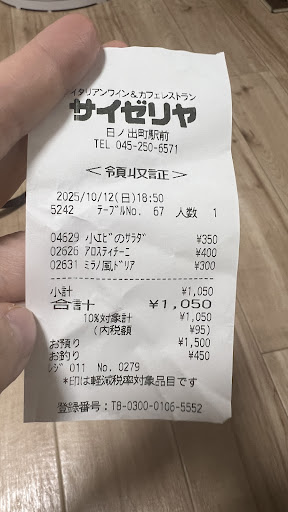 イタリアンワイン&カフェレストラン
サイゼリヤ
日ノ出町駅前
TEL 045-250-6571
<領収証>
2025/10/12(日)18:50
5242 テーブルNo. 67 人数 1
04629 小エビのサラダ ¥350
02626 アロスティチーニ ¥400
02631 ミラノ風ドリア ¥300
小計 ¥1,050
合計 ¥1,050
10%対象計 ¥1,050
(内税額 ¥95)
お預り ¥1,500
お釣り ¥450
レジ 011 No. 0279
*印は軽減税率対象品目です
登録番号: T8-0300-0106-5552